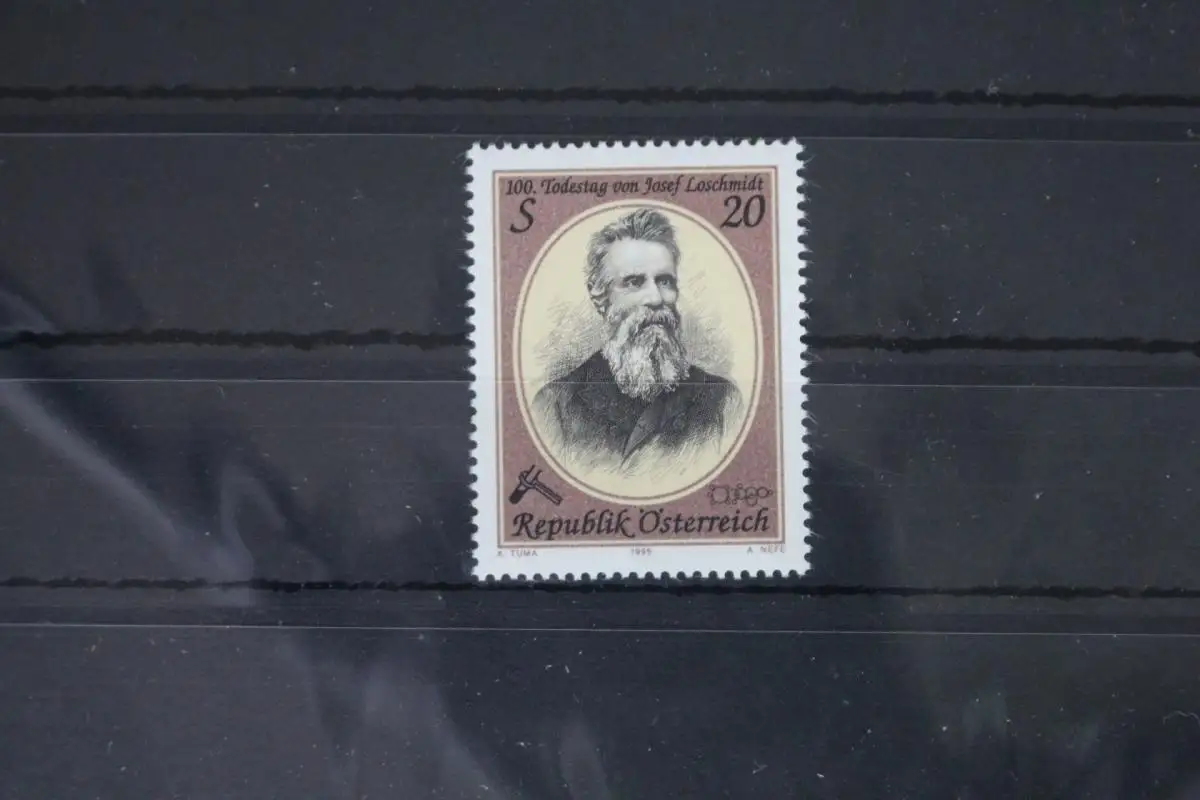 100. Todestag von Josef Loschmidt
S 20
Republik Österreich
A. TUMA 1995 A. NEFE